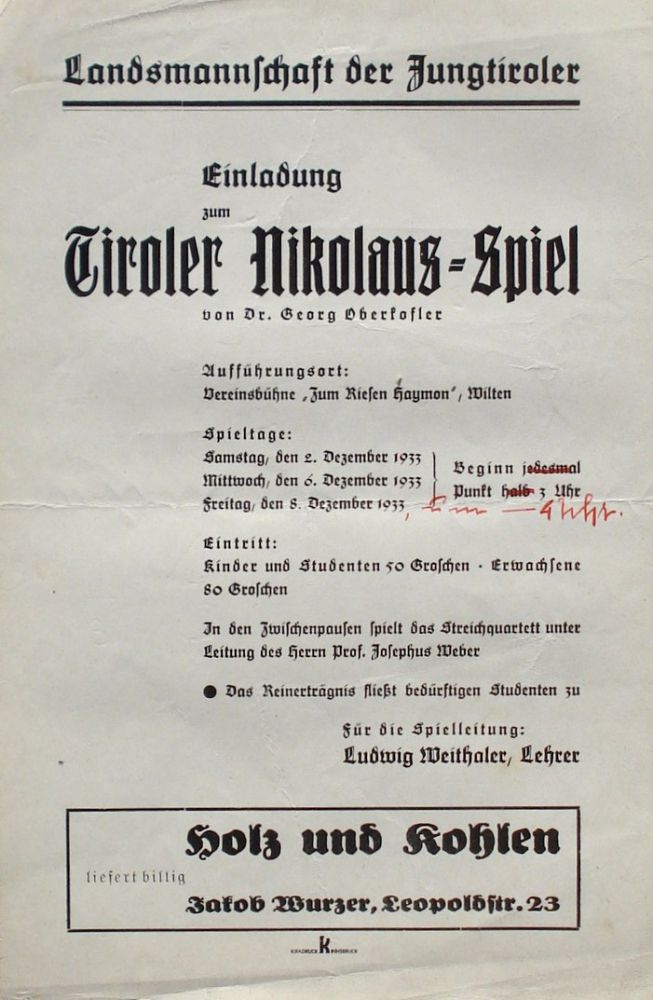 Landsmannschaft der Jungtiroler
Einladung
zum
Tiroler Nikolaus-Spiel
von Dr. Georg Oberkofler
Aufführungsort:
Vereinsbühne „Zum Riesen Haymon", Wilten
Spieltage:
Samstag, den 2. Dezember 1933
Mittwoch, den 6. Dezember 1933
Freitag, den 8. Dezember 1933
Beginn jedesmal
Punkt halb 3 Uhr
Eintritt:
Kinder und Studenten 50 Groschen · Erwachsene
80 Groschen
In den Zwischenpausen spielt das Streichquartett unter
Leitung des Herrn Prof. Josephus Weber
● Das Reinerträgnis fließt bedürftigen Studenten zu
Für die Spielleitung:
Ludwig Weithaler, Lehrer
Holz und Kohlen
liefert billig
Jakob Wurzer, Leopoldstr. 23
K